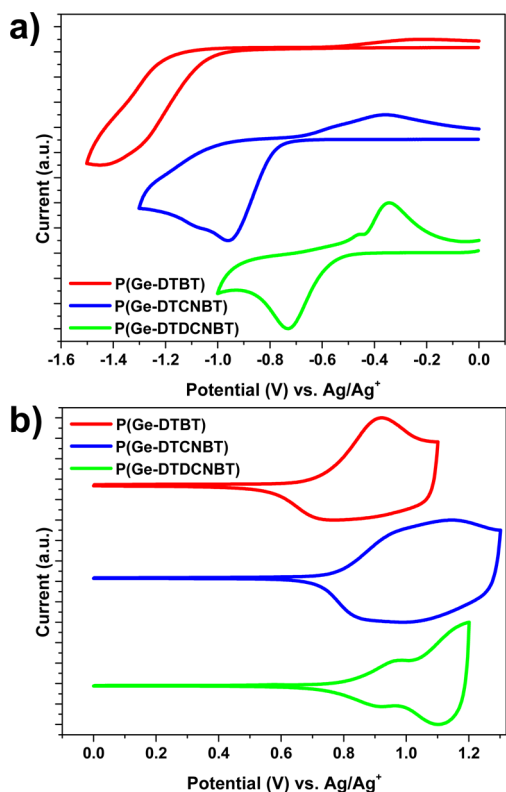 a)
Current (a.u.)
P(Ge-DTBT)
P(Ge-DTCNBT)
P(Ge-DTDCNBT)
-1.6 -1.4 -1.2 -1.0 -0.8 -0.6 -0.4 -0.2 0.0
Potential (V) vs. Ag/Ag⁺
b)
P(Ge-DTBT)
P(Ge-DTCNBT)
P(Ge-DTDCNBT)
Current (a.u.)
0.0 0.2 0.4 0.6 0.8 1.0 1.2
Potential (V) vs. Ag/Ag⁺